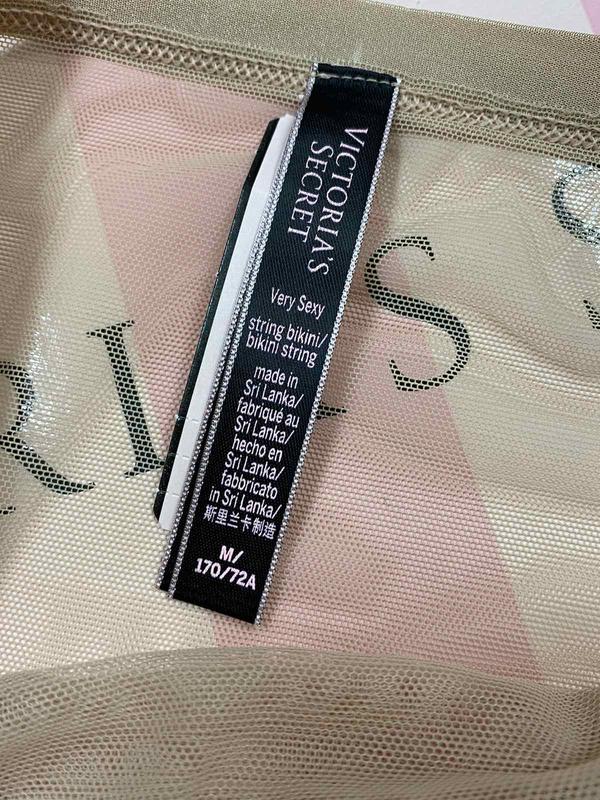 VICTORIA'S
SECRET
Very Sexy
string bikini/
bikini string
made in
Sri Lanka/
fabriqué au
Sri Lanka/
hecho en
Sri Lanka/
fabbricato
in Sri Lanka/
斯里兰卡制造
M/
170/72A
RI
S